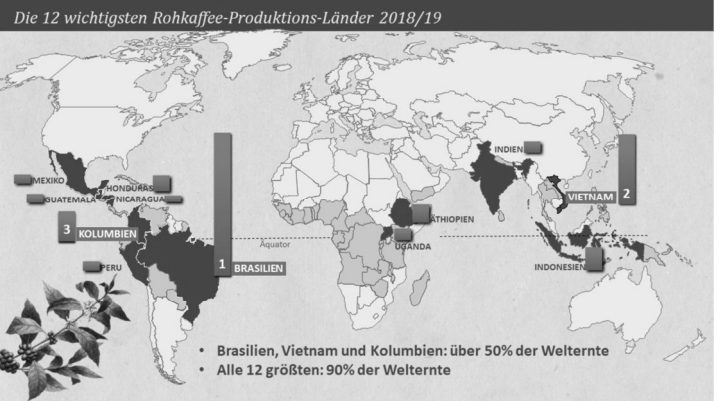 Die 12 wichtigsten Rohkaffee-Produktions-Länder 2018/19
INDIEN
MEXIKO
HONDURAS
GUATEMALA
NICARAGUA
VIETNAM
2
3
KOLUMBIEN
ÄTHIOPIEN
UGANDA
Äquator
PERU
1
BRASILIEN
INDONESIEN
• Brasilien, Vietnam und Kolumbien: über 50% der Welternte
• Alle 12 größten: 90% der Welternte